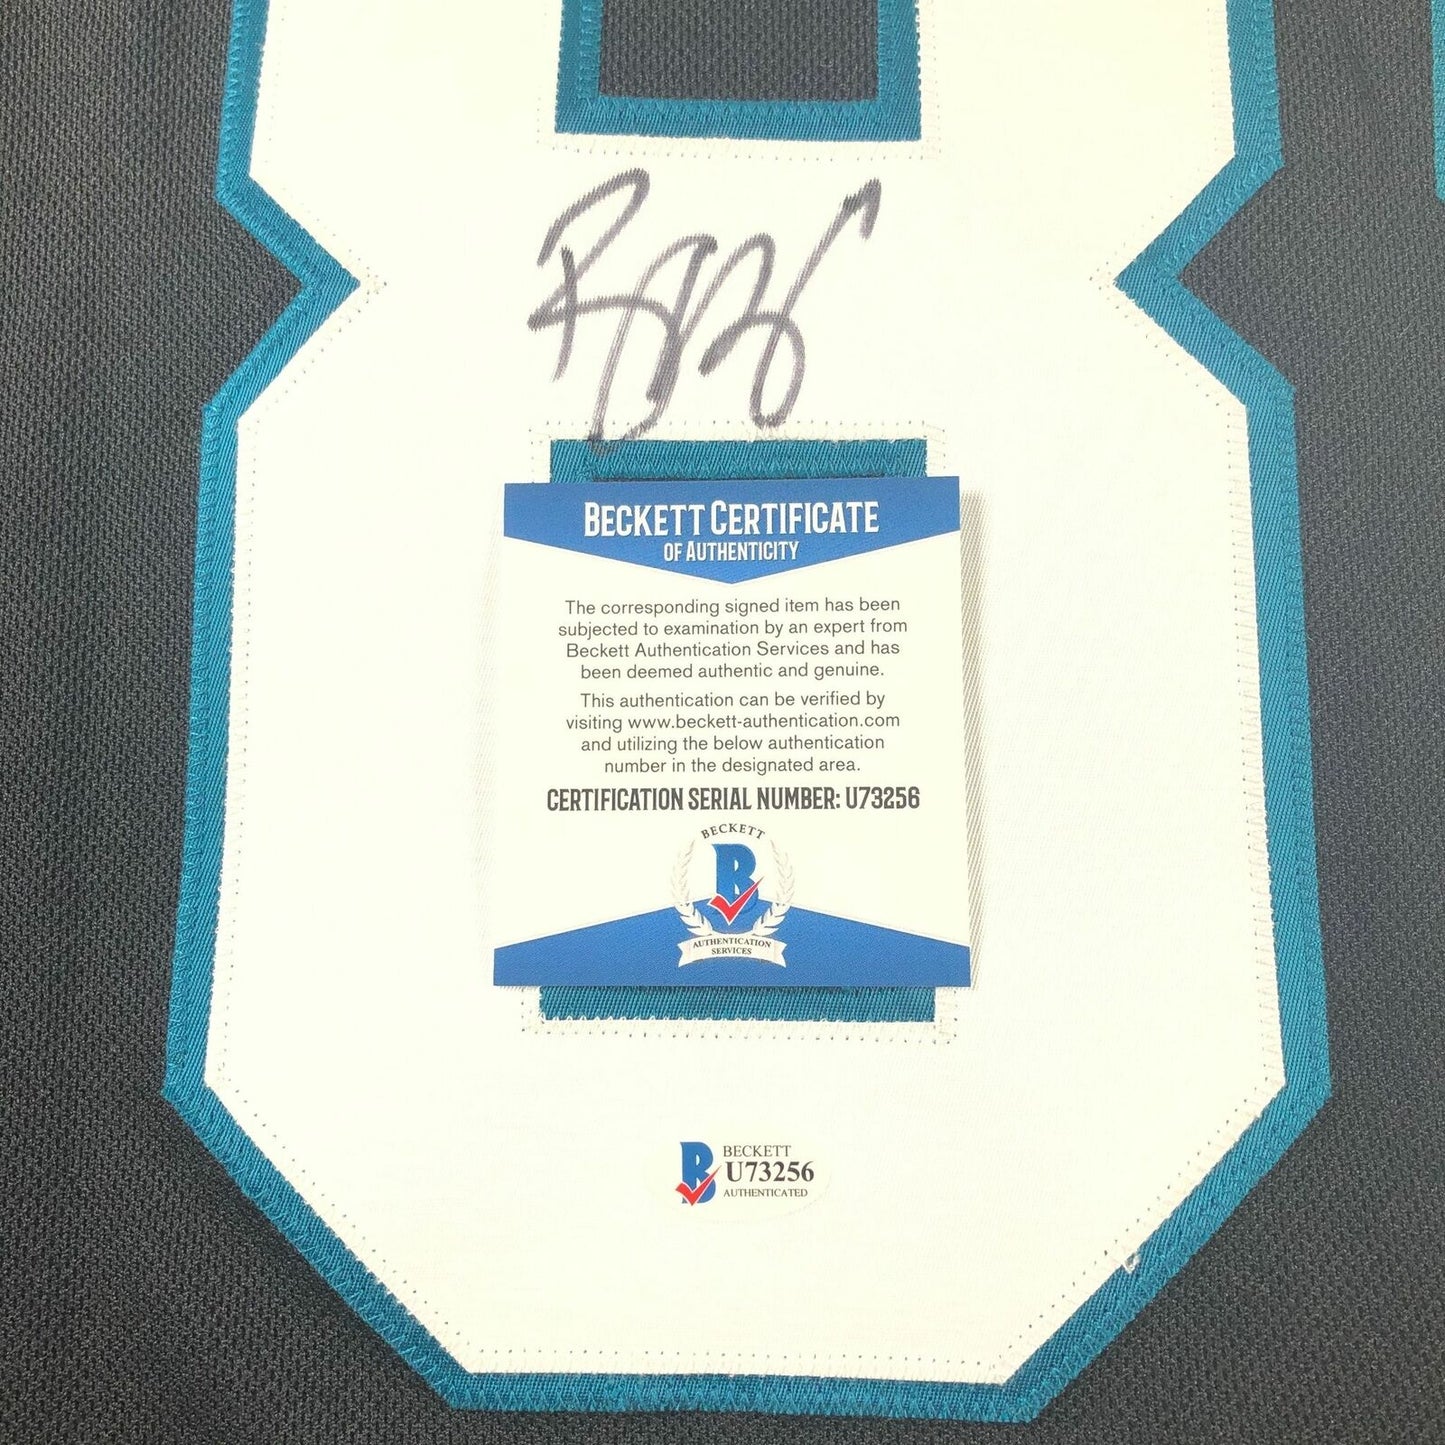 8
BECKETT CERTIFICATE
OF AUTHENTICITY
The corresponding signed item has been
subjected to examination by an expert from
Beckett Authentication Services and has
been deemed authentic and genuine.
This authentication can be verified by
visiting www.beckett-authentication.com
and utilizing the below authentication
number in the designated area.
CERTIFICATION SERIAL NUMBER: U73256
BECKETT
B
AUTHENTICATION
SERVICES
B
BECKETT
U73256
AUTHENTICATED